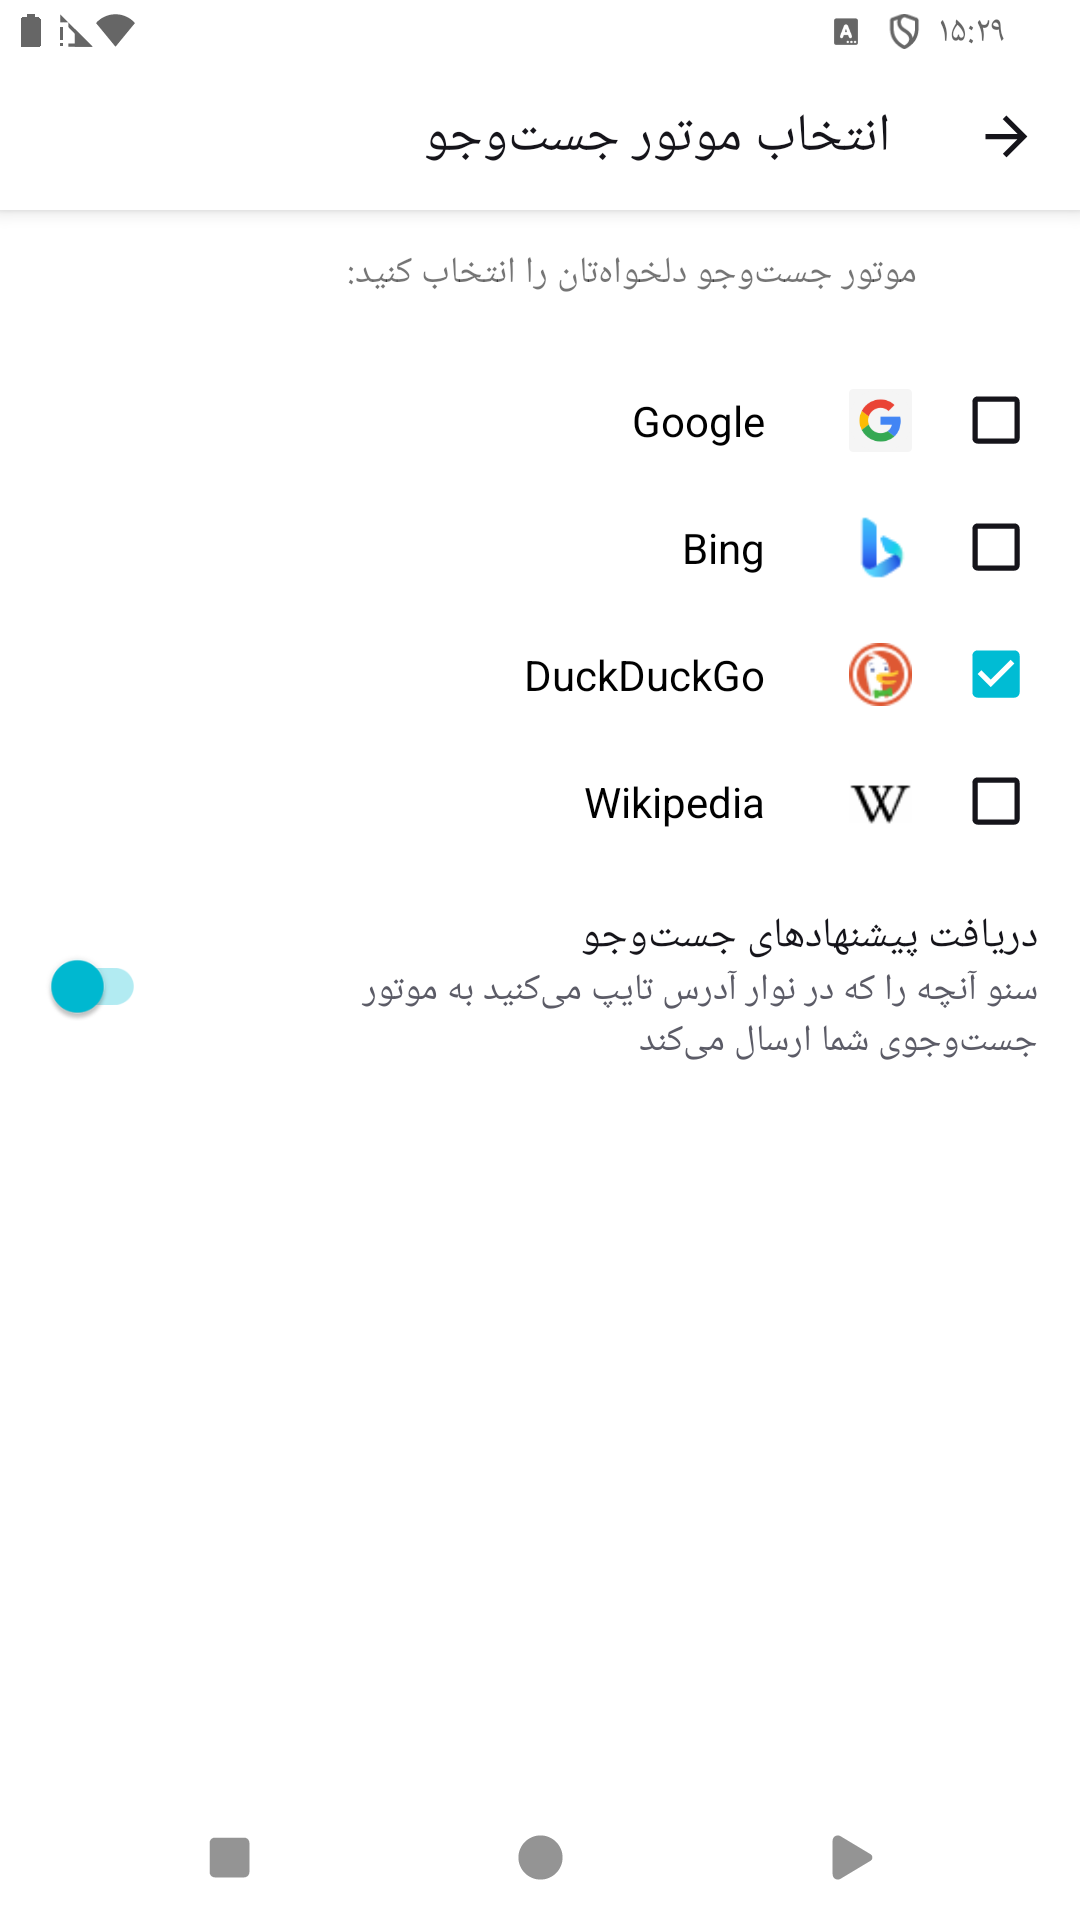 ۱۵:۲۹
انتخاب موتور جست‌وجو
موتور جست‌وجو دلخواه‌تان را انتخاب کنید:
Google
Bing
DuckDuckGo
W Wikipedia
دریافت پیشنهادهای جست‌وجو
سنو آنچه را که در نوار آدرس تایپ می‌کنید به موتور
جست‌وجوی شما ارسال می‌کند